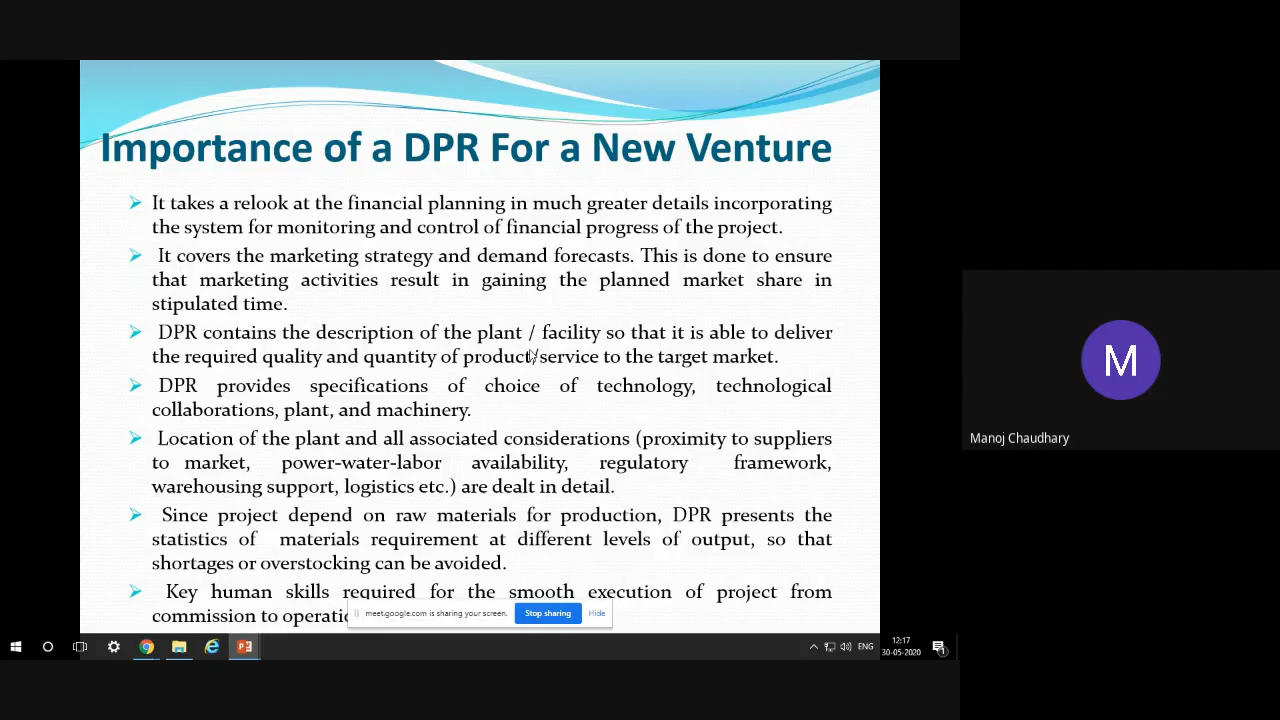 Importance of a DPR For a New Venture
It takes a relook at the financial planning in much greater details incorporating
the system for monitoring and control of financial progress of the project.
It covers the marketing strategy and demand forecasts. This is done to ensure
that marketing activities result in gaining the planned market share in
stipulated time.
DPR contains the description of the plant / facility so that it is able to deliver
the required quality and quantity of product/service to the target market.
DPR provides specifications of choice of technology, technological
collaborations, plant, and machinery.
Location of the plant and all associated considerations (proximity to suppliers
to market, power-water-labor availability, regulatory framework,
warehousing support, logistics etc.) are dealt in detail.
Since project depend on raw materials for production, DPR presents the
statistics of materials requirement at different levels of output, so that
shortages or overstocking can be avoided.
Key human skills required for the smooth execution of project from
commission to operati
meet.google.com is sharing your screen. Stop sharing Hide
ENG
12:17
30-05-2020
1
M
Manoj Chaudhary